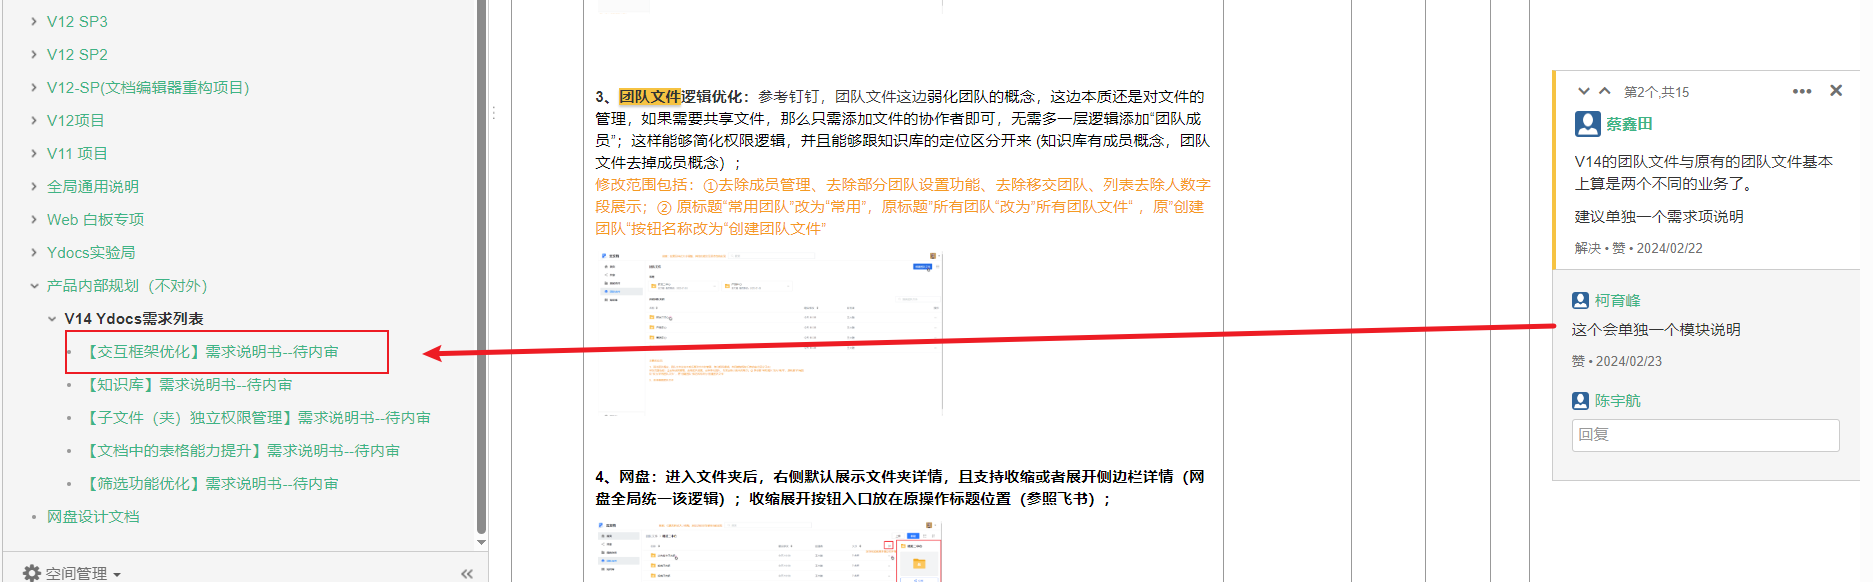 V12 SP3
V12 SP2
V12-SP(文档编辑器重构项目)
V12项目
V11 项目
全局通用说明
Web 白板专项
Ydocs实验局
产品内部规划（不对外）
V14 Ydocs需求列表
【交互框架优化】需求说明书--待内审
【知识库】需求说明书--待内审
【子文件（夹）独立权限管理】需求说明书--待内审
【文档中的表格能力提升】需求说明书--待内审
【筛选功能优化】需求说明书--待内审
网盘设计文档
空间管理
3、团队文件逻辑优化：参考钉钉，团队文件这边弱化团队的概念，这边本质还是对文件的
管理，如果需要共享文件，那么只需添加文件的协作者即可，无需多一层逻辑添加“团队成
员”；这样能够简化权限逻辑，并且能够跟知识库的定位区分开来 (知识库有成员概念，团队
文件去掉成员概念）；
修改范围包括：①去除成员管理、去除部分团队设置功能、去除移交团队、列表去除人数字
段展示；② 原标题“常用团队”改为“常用”，原标题”所有团队“改为”所有团队文件“ ，原”创建
团队“按钮名称改为“创建团队文件”
4、网盘：进入文件夹后，右侧默认展示文件夹详情，且支持收缩或者展开侧边栏详情（网
盘全局统一该逻辑）；收缩展开按钮入口放在原操作标题位置（参照飞书）；
第2个,共15
蔡鑫田
V14的团队文件与原有的团队文件基本
上算是两个不同的业务了。
建议单独一个需求项说明
解决 • 赞 • 2024/02/22
柯育峰
这个会单独一个模块说明
赞 • 2024/02/23
陈宇航
回复